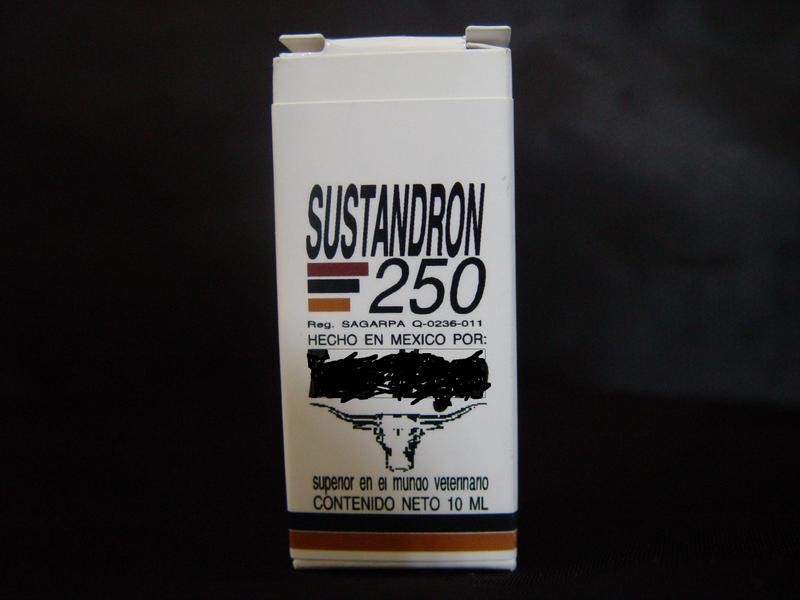 SUSTANDRON
250
Reg. SAGARPA Q-0236-011
HECHO EN MEXICO POR:
superior en el mundo veterinario
CONTENIDO NETO 10 ML